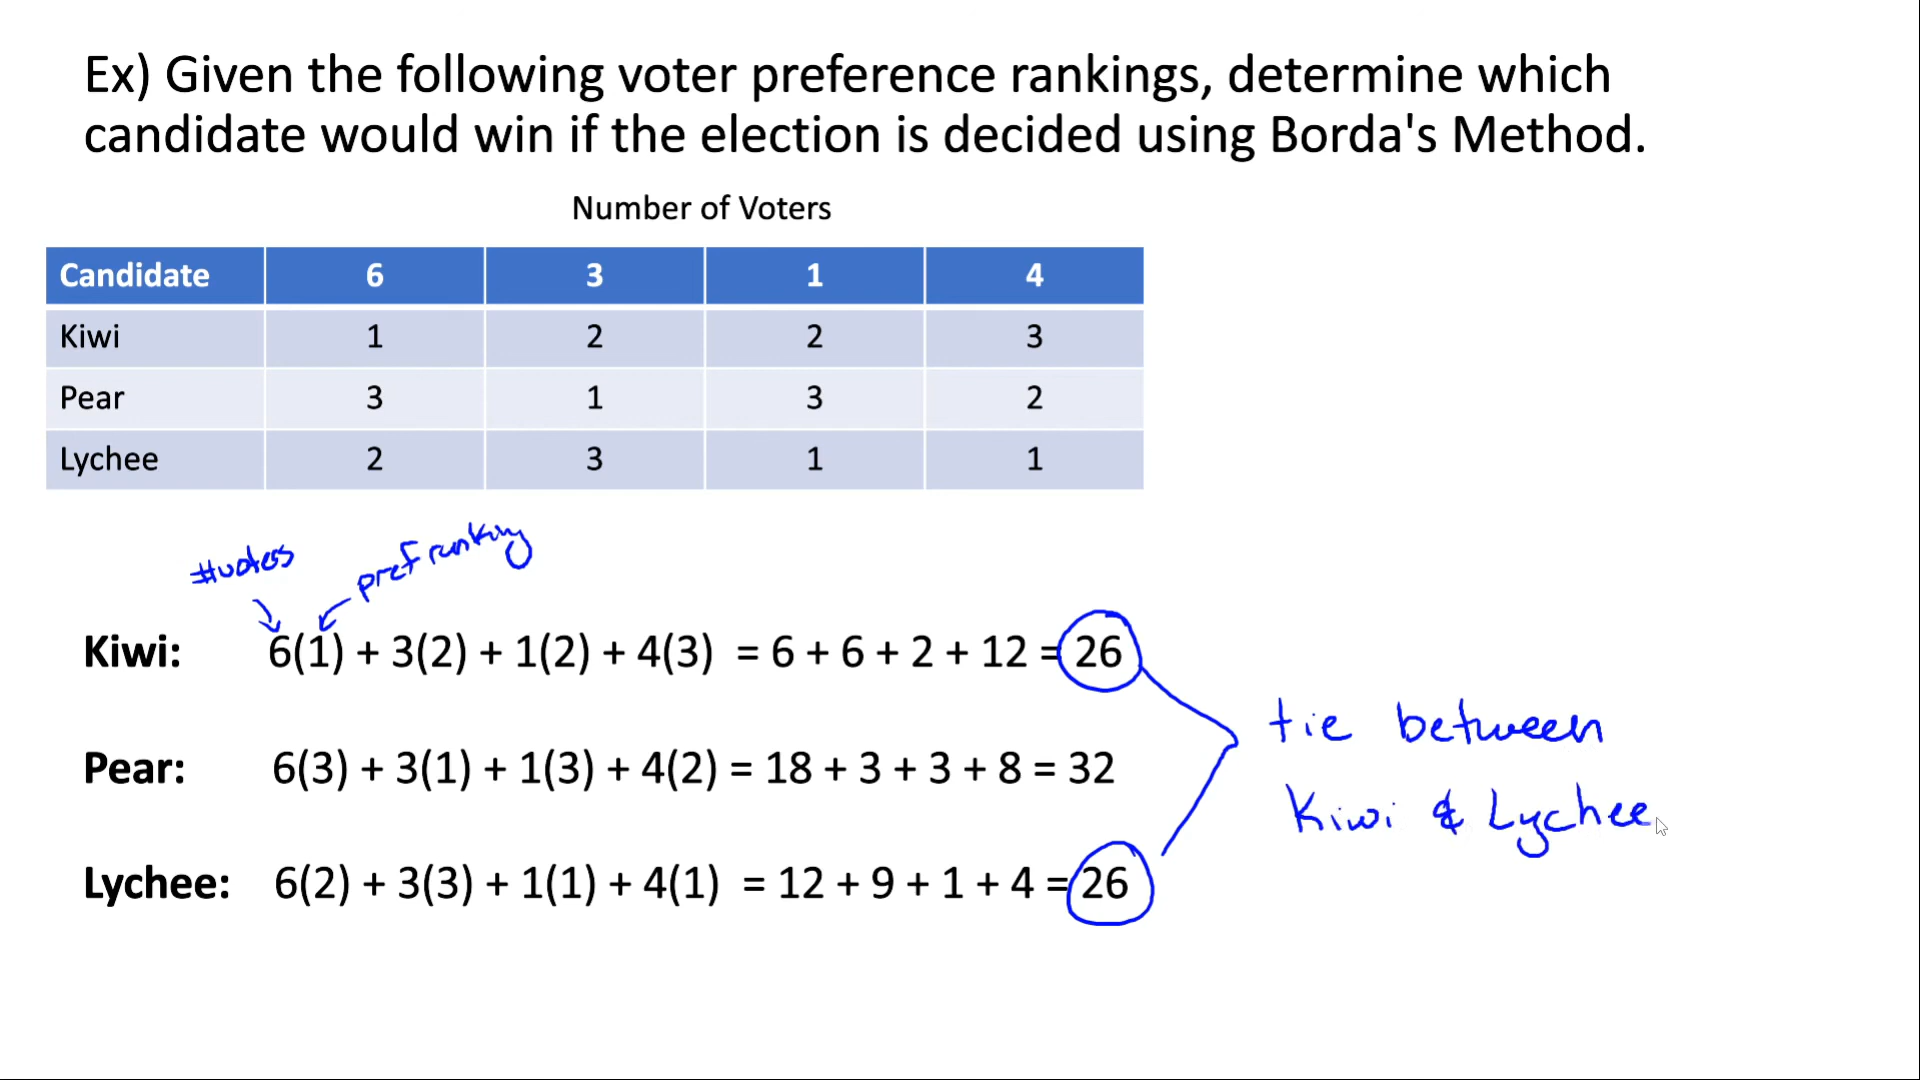 Ex) Given the following voter preference rankings, determine which
candidate would win if the election is decided using Borda's Method.
Number of Voters
Candidate 6 3 1 4
Kiwi 1 2 2 3
Pear 3 1 3 2
Lychee 2 3 1 1
#voters pref ranking
Kiwi: 6(1) + 3(2) + 1(2) + 4(3) = 6 + 6 + 2 + 12 = 26
tie between
Pear: 6(3) + 3(1) + 1(3) + 4(2) = 18 + 3 + 3 + 8 = 32
Kiwi & Lychee
Lychee: 6(2) + 3(3) + 1(1) + 4(1) = 12 + 9 + 1 + 4 = 26